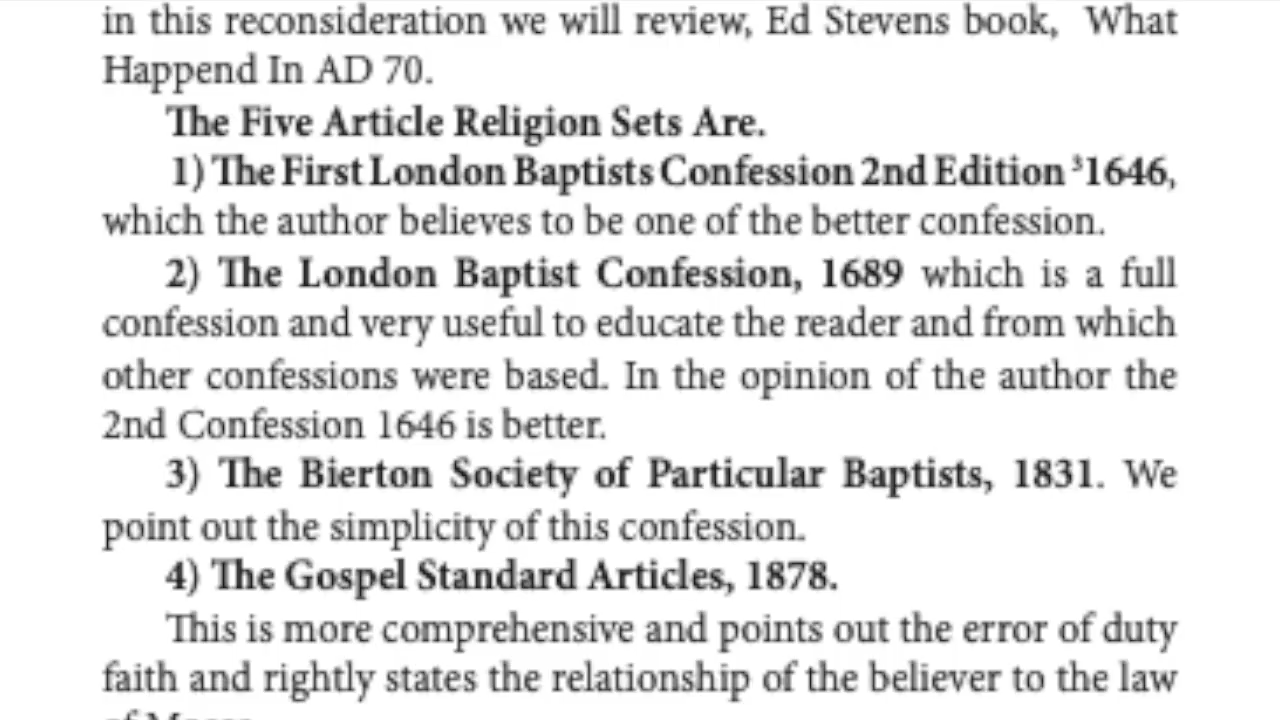 in this reconsideration we will review, Ed Stevens book, What
Happend In AD 70.
The Five Article Religion Sets Are.
1) The First London Baptists Confession 2nd Edition ³1646,
which the author believes to be one of the better confession.
2) The London Baptist Confession, 1689 which is a full
confession and very useful to educate the reader and from which
other confessions were based. In the opinion of the author the
2nd Confession 1646 is better.
3) The Bierton Society of Particular Baptists, 1831. We
point out the simplicity of this confession.
4) The Gospel Standard Articles, 1878.
This is more comprehensive and points out the error of duty
faith and rightly states the relationship of the believer to the law